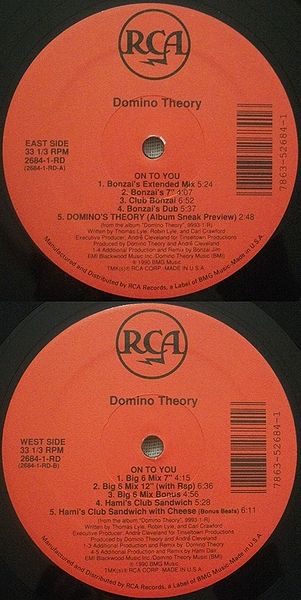 RCA
Domino Theory
EAST SIDE
33 1/3 RPM
2684-1-RD
(2684-1-RD-A)
7863-52684-1
ON TO YOU
1. Bonzai's Extended Mix 5:24
2. Bonzai's 7" 4:07
3. Club Bonzai 6:52
4. Bonzai's Dub 5:37
5. DOMINO'S THEORY (Album Sneak Preview) 2:48
(from the album "Domino Theory", 9993-1-R)
Written by Thomas Lyle, Robin Lyle, and Carl Crawford
Executive Producer: André Cleveland for Tinseltown Productions
Produced by Domino Theory and André Cleveland
1-4 Additional Production and Remix by Bonzai Jim
EMI Blackwood Music Inc./Domino Theory Music (BMI)
℗ 1990 BMG Music
TMK(s) ® RCA CORP. MADE IN U.S.A.
Manufactured and Distributed by RCA Records, a Label of BMG Music-Made in U.S.A.
RCA
Domino Theory
WEST SIDE
33 1/3 RPM
2684-1-RD
(2684-1-RD-B)
7863-52684-1
ON TO YOU
1. Big 6 Mix 7" 4:15
2. Big 6 Mix 12" (with Rap) 6:36
3. Big 6 Mix Bonus 4:56
4. Hami's Club Sandwich 5:28
5. Hami's Club Sandwich with Cheese (Bonus Beats) 6:11
(from the album "Domino Theory", 9993-1-R)
Written by Thomas Lyle, Robin Lyle, and Carl Crawford
Executive Producer: André Cleveland for Tinseltown Productions
Produced by Domino Theory and André Cleveland
1-3 Additional Production and Remix by Domino Theory
4-5 Additional Production and Remix by Hami Dair
EMI Blackwood Music Inc./Domino Theory Music (BMI)
℗ 1990 BMG Music
TMK(s) ® RCA CORP. MADE IN U.S.A.
Manufactured and Distributed by RCA Records, a Label of BMG Music-Made in U.S.A.